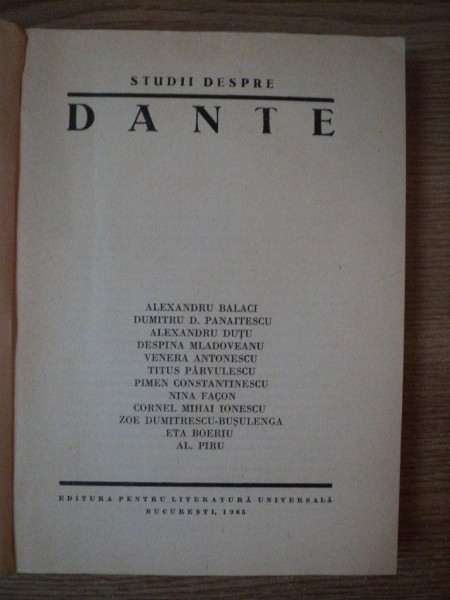 STUDII DESPRE
DANTE
ALEXANDRU BALACI
DUMITRU D. PANAITESCU
ALEXANDRU DUȚU
DESPINA MLADOVEANU
VENERA ANTONESCU
TITUS PÂRVULESCU
PIMEN CONSTANTINESCU
NINA FAÇON
CORNEL MIHAI IONESCU
ZOE DUMITRESCU-BUȘULENGA
ETA BOERIU
AL. PIRU
EDITURA PENTRU LITERATURĂ UNIVERSALĂ
BUCUREȘTI, 1965